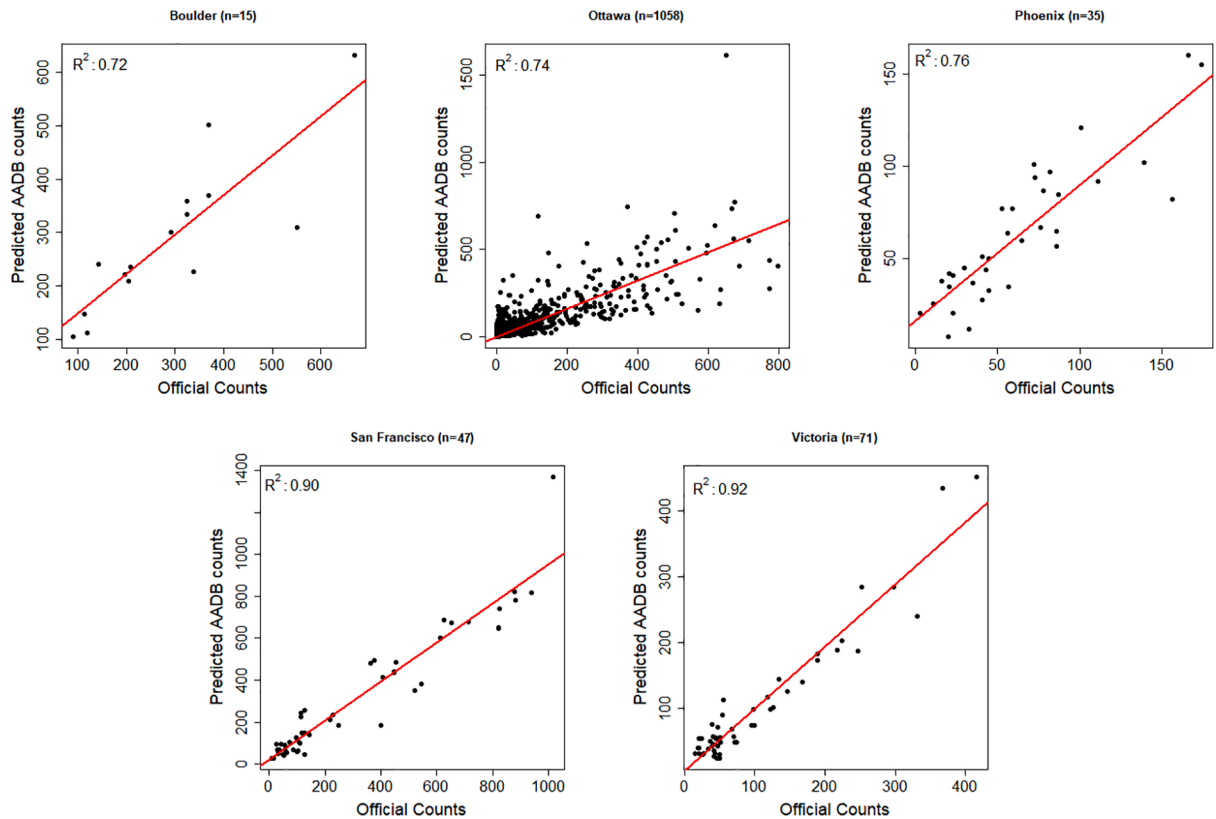 Boulder (n=15)
R²: 0.72
600
500
400
300
200
100
Predicted AADB counts
100 200 300 400 500 600
Official Counts
Ottawa (n=1058)
R²: 0.74
1500
1000
500
0
Predicted AADB counts
0 200 400 600 800
Official Counts
Phoenix (n=35)
R²: 0.76
150
100
50
Predicted AADB counts
0 50 100 150
Official Counts
San Francisco (n=47)
R²: 0.90
1400
1000
800
600
400
200
0
Predicted AADB counts
0 200 400 600 800 1000
Official Counts
Victoria (n=71)
R²: 0.92
400
300
200
100
Predicted AADB counts
0 100 200 300 400
Official Counts